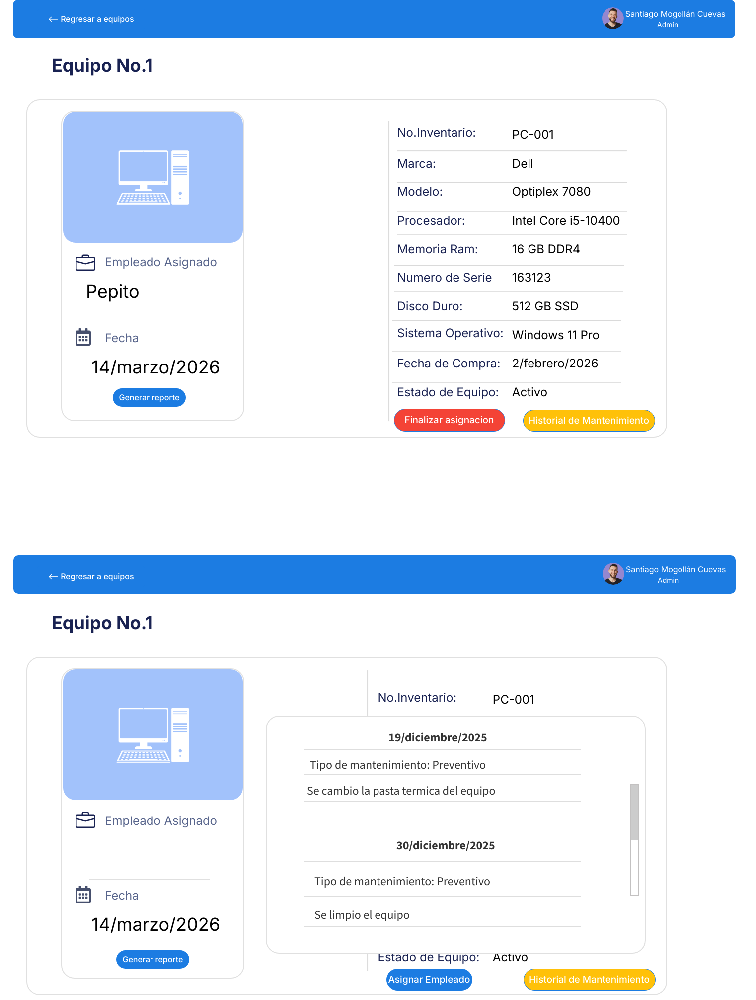 ← Regresar a equipos
Santiago Mogollán Cuevas
Admin
Equipo No.1
Empleado Asignado
Pepito
Fecha
14/marzo/2026
Generar reporte
No.Inventario: PC-001
Marca: Dell
Modelo: Optiplex 7080
Procesador: Intel Core i5-10400
Memoria Ram: 16 GB DDR4
Numero de Serie 163123
Disco Duro: 512 GB SSD
Sistema Operativo: Windows 11 Pro
Fecha de Compra: 2/febrero/2026
Estado de Equipo: Activo
Finalizar asignacion
Historial de Mantenimiento
← Regresar a equipos
Santiago Mogollán Cuevas
Admin
Equipo No.1
Empleado Asignado
Fecha
14/marzo/2026
Generar reporte
No.Inventario: PC-001
19/diciembre/2025
Tipo de mantenimiento: Preventivo
Se cambio la pasta termica del equipo
30/diciembre/2025
Tipo de mantenimiento: Preventivo
Se limpio el equipo
Estado de Equipo: Activo
Asignar Empleado
Historial de Mantenimiento